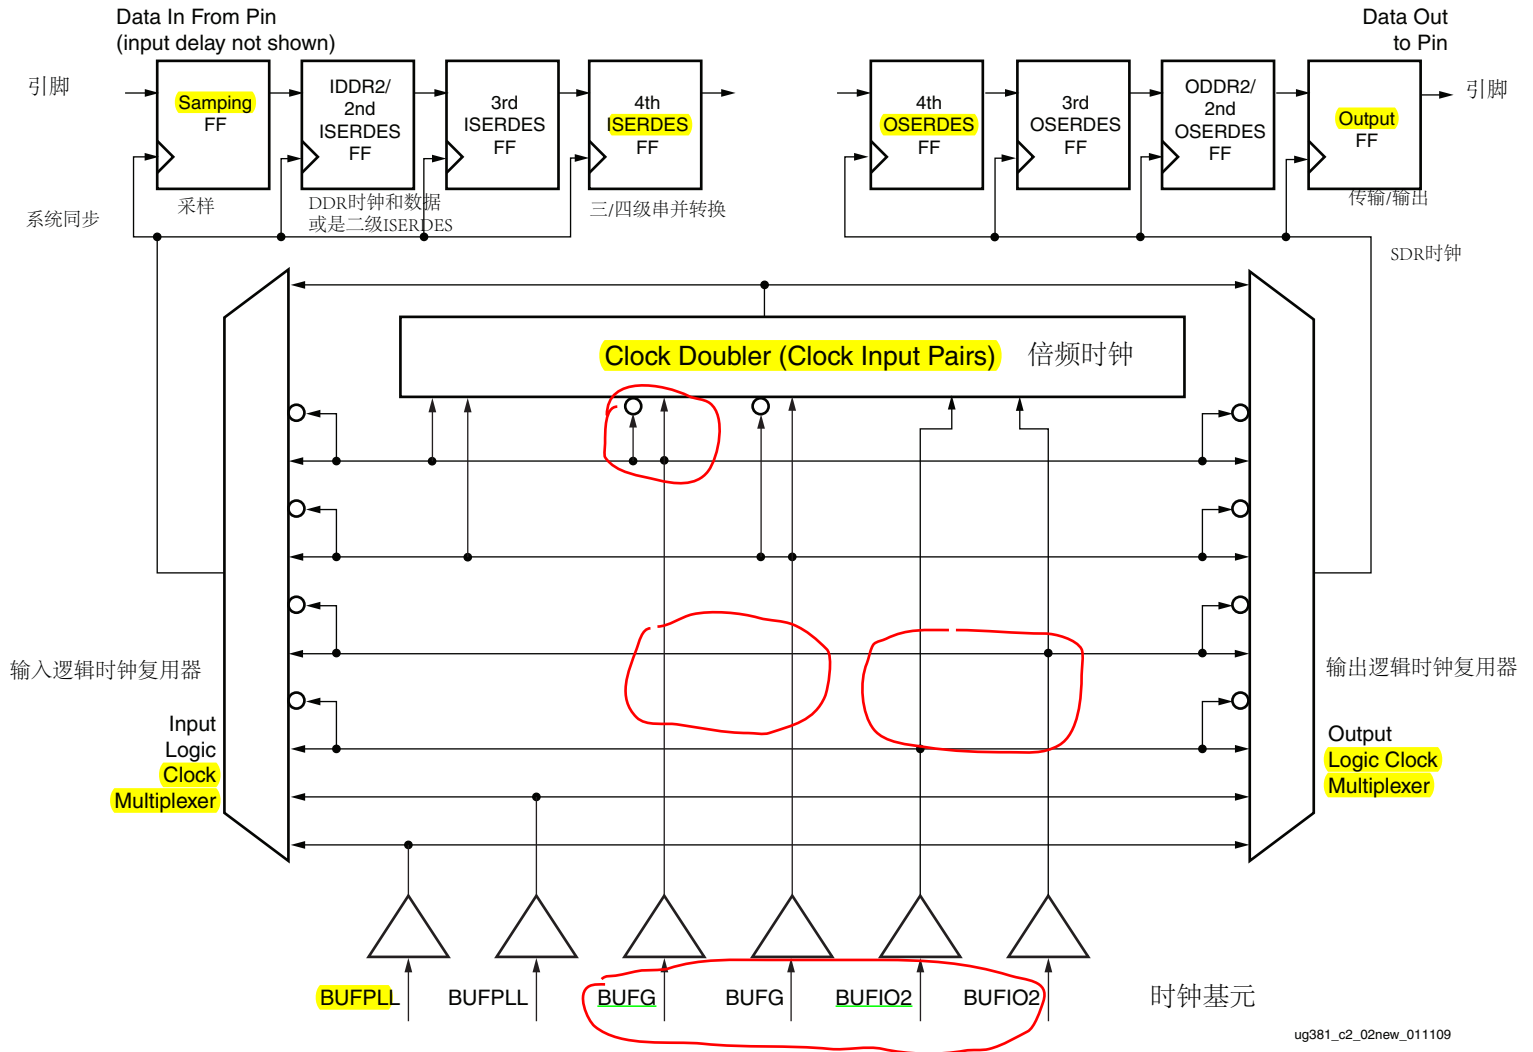 Data In From Pin
(input delay not shown)
Data Out
to Pin
引脚
Samping
FF
IDDR2/
2nd
ISERDES
FF
3rd
ISERDES
FF
4th
ISERDES
FF
4th
OSERDES
FF
3rd
OSERDES
FF
ODDR2/
2nd
OSERDES
FF
Output
FF
引脚
系统同步
采样
DDR时钟和数据
或是二级ISERDES
三/四级串并转换
传输/输出
SDR时钟
Clock Doubler (Clock Input Pairs)
倍频时钟
输入逻辑时钟复用器
输出逻辑时钟复用器
Input
Logic
Clock
Multiplexer
Output
Logic Clock
Multiplexer
BUFPLL
BUFPLL
BUFG
BUFG
BUFIO2
BUFIO2
时钟基元
ug381_c2_02new_011109